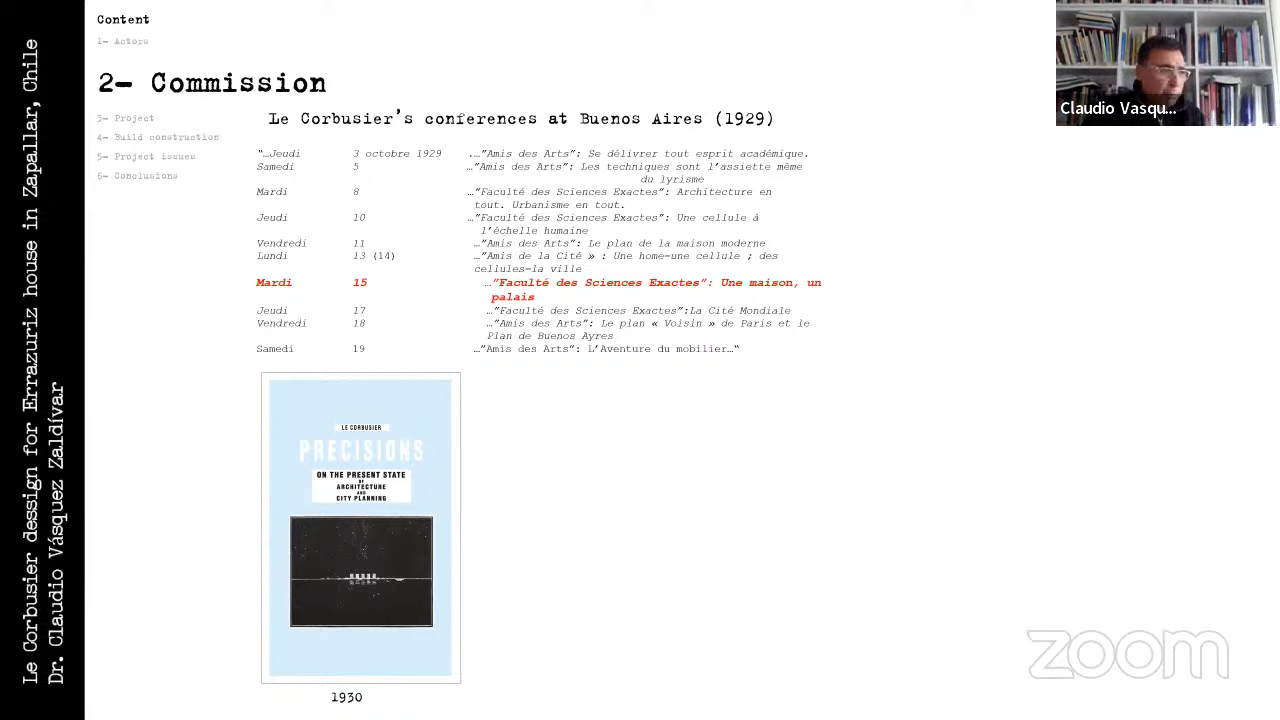 Content
1- Actors
2- Commission
3- Project
4- Build construction
5- Project issues
6- Conclusions
Le Corbusier's conferences at Buenos Aires (1929)
"…Jeudi 3 octobre 1929 .…"Amis des Arts": Se délivrer tout esprit académique.
Samedi 5 …"Amis des Arts": Les techniques sont l'assiette même
du lyrisme
Mardi 8 …"Faculté des Sciences Exactes": Architecture en
tout. Urbanisme en tout.
Jeudi 10 …"Faculté des Sciences Exactes": Une cellule à
l'échelle humaine
Vendredi 11 …"Amis des Arts": Le plan de la maison moderne
Lundi 13 (14) …"Amis de la Cité » : Une home=une cellule ; des
cellules=la ville
Mardi 15 …"Faculté des Sciences Exactes": Une maison, un
palais
Jeudi 17 …"Faculté des Sciences Exactes":La Cité Mondiale
Vendredi 18 …"Amis des Arts": Le plan « Voisin » de Paris et le
Plan de Buenos Ayres
Samedi 19 …"Amis des Arts": L'Aventure du mobilier…"
LE CORBUSIER
PRECISIONS
ON THE PRESENT STATE
OF
ARCHITECTURE
AND
CITY PLANNING
1930
Le Corbusier dessign for Errazuriz house in Zapallar, Chile
Dr. Claudio Vásquez Zaldívar
Claudio Vasqu...
zoom